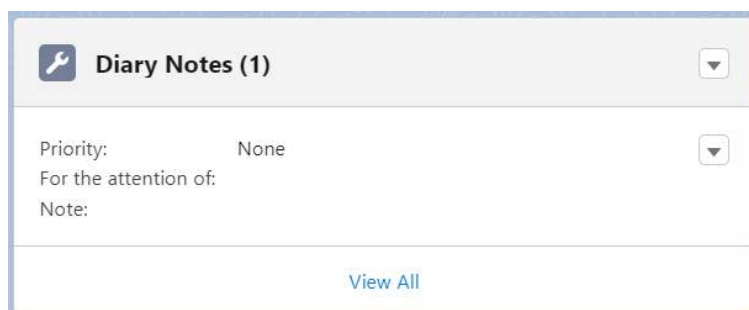 Diary Notes (1)
Priority: None
For the attention of:
Note:
View All